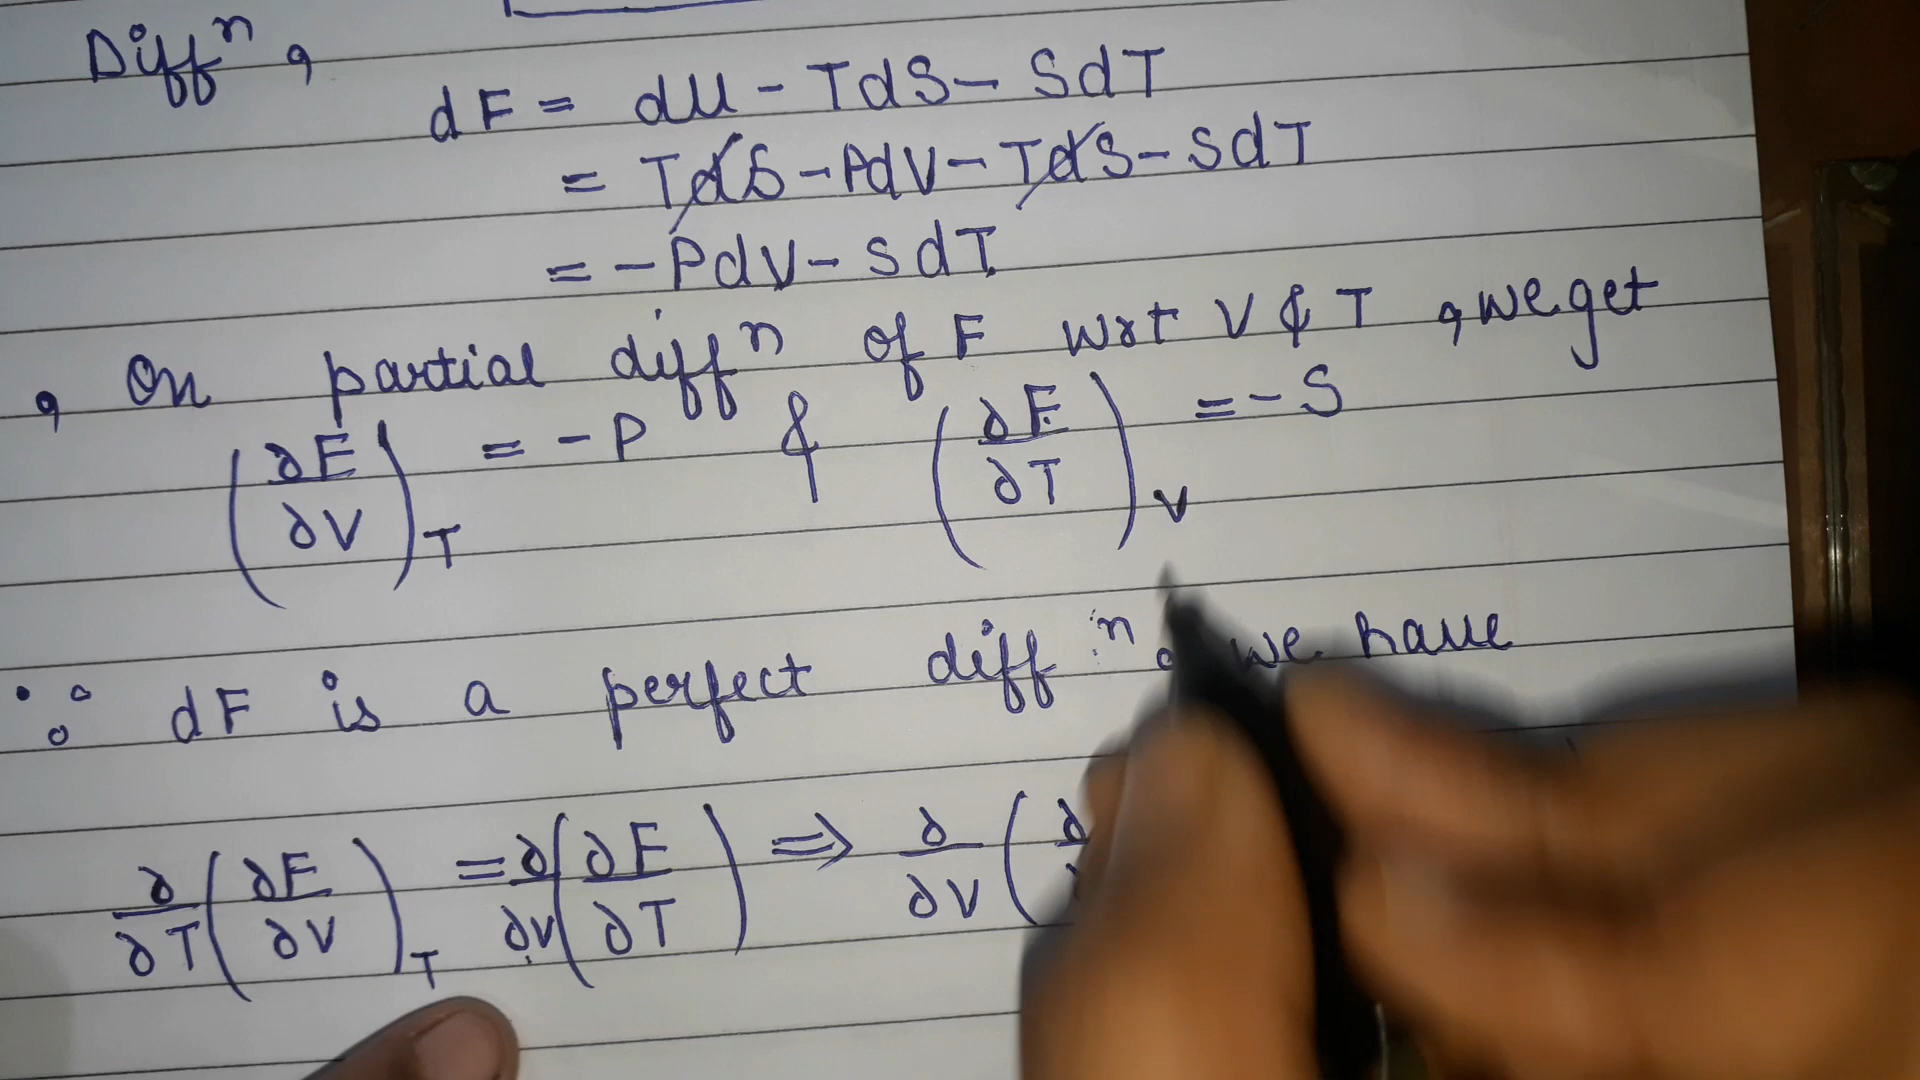 Diffⁿ,
dF = dU - TdS - SdT
= TdS - PdV - TdS - SdT
= - PdV - SdT
, On partial diffⁿ of F wrt V & T, we get
(∂F/∂V)_T = - P & (∂F/∂T)_V = - S
∵ dF is a perfect diffⁿ, we have
∂/∂T (∂F/∂V)_T = ∂/∂V (∂F/∂T) ⇒ ∂/∂V (∂